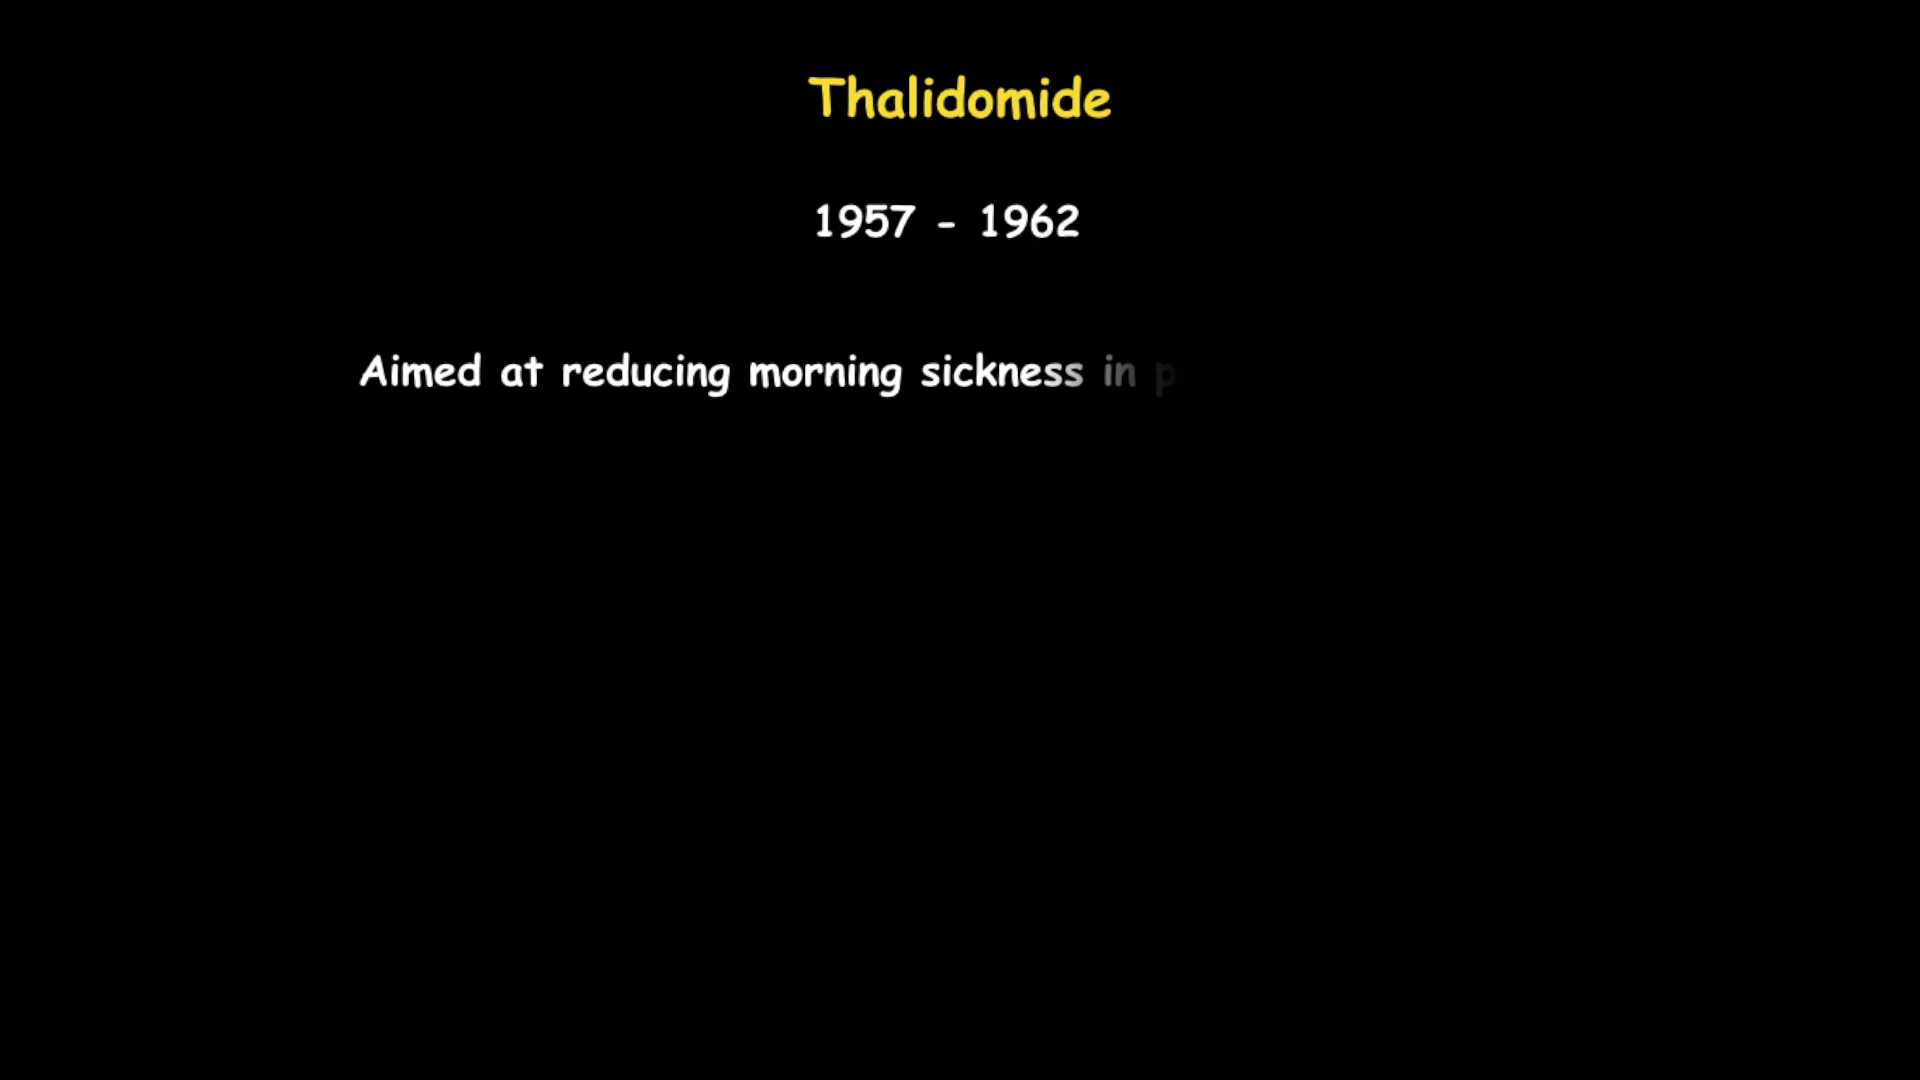 Thalidomide
1957 - 1962
Aimed at reducing morning sickness in p